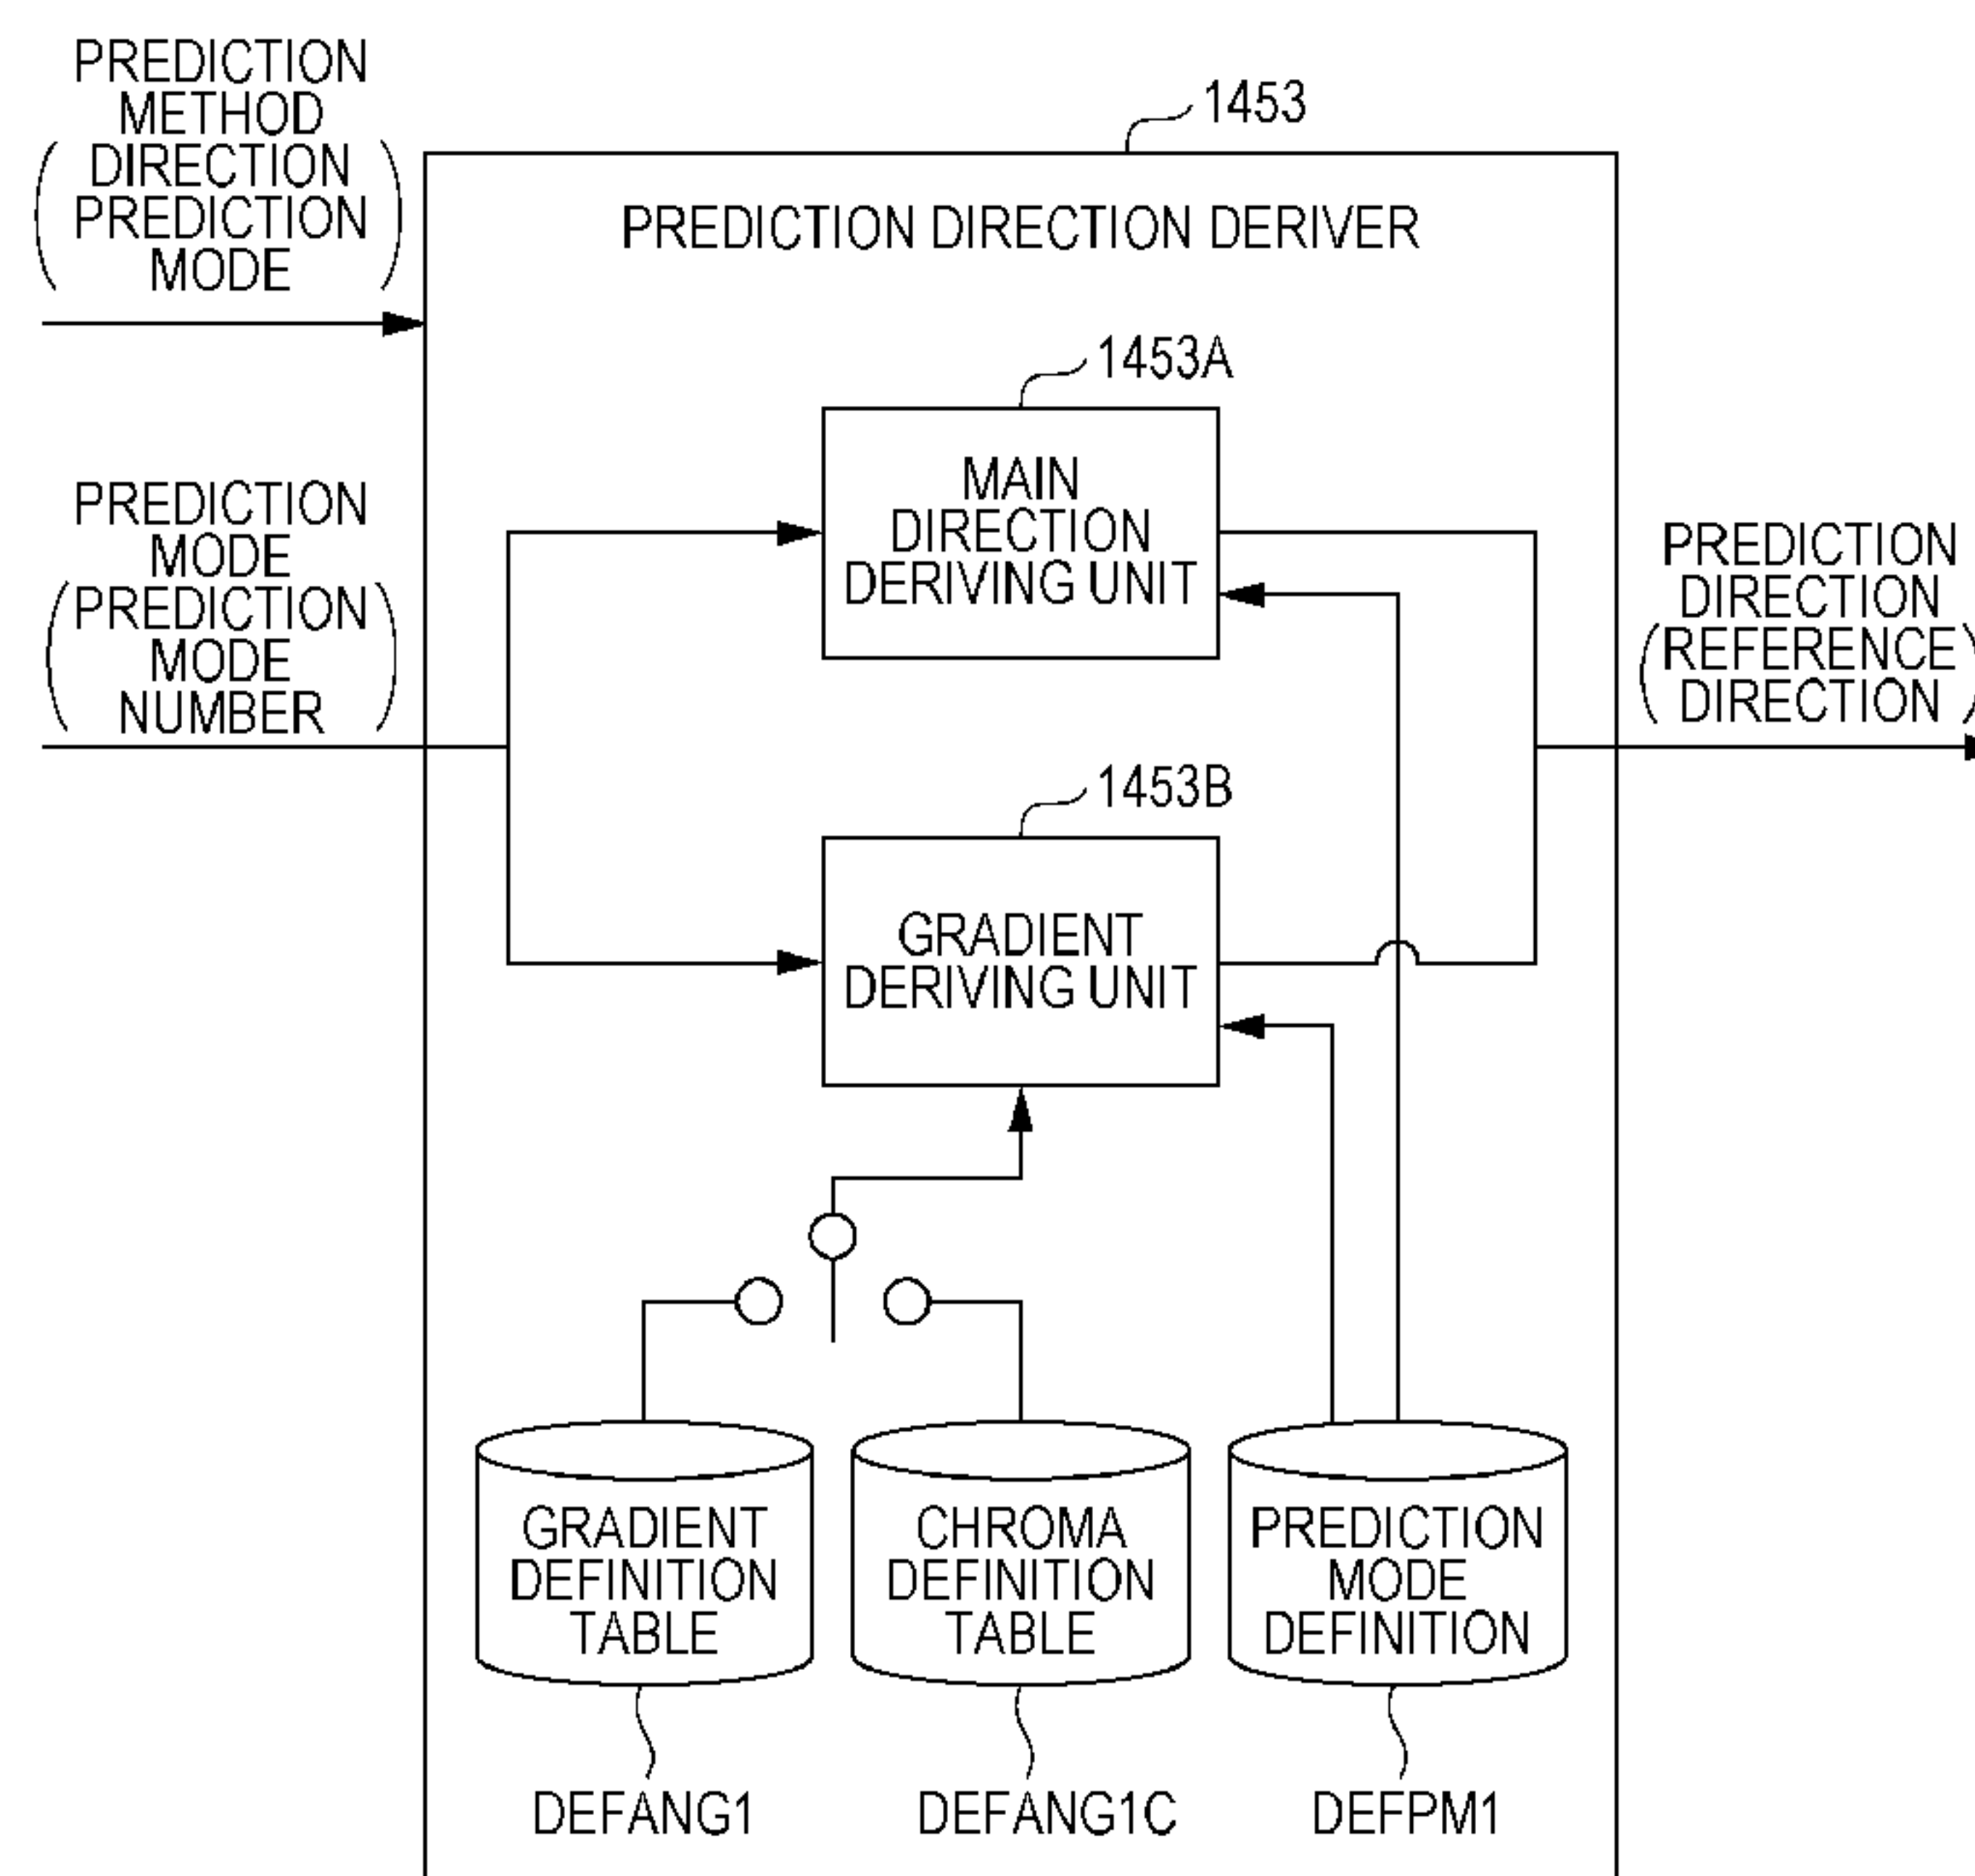 PREDICTION
METHOD
(DIRECTION
PREDICTION
MODE)
1453
PREDICTION DIRECTION DERIVER
1453A
MAIN
DIRECTION
DERIVING UNIT
PREDICTION
MODE
(PREDICTION
MODE
NUMBER)
PREDICTION
DIRECTION
(REFERENCE
DIRECTION)
1453B
GRADIENT
DERIVING UNIT
GRADIENT
DEFINITION
TABLE
CHROMA
DEFINITION
TABLE
PREDICTION
MODE
DEFINITION
DEFANG1
DEFANG1C
DEFPM1